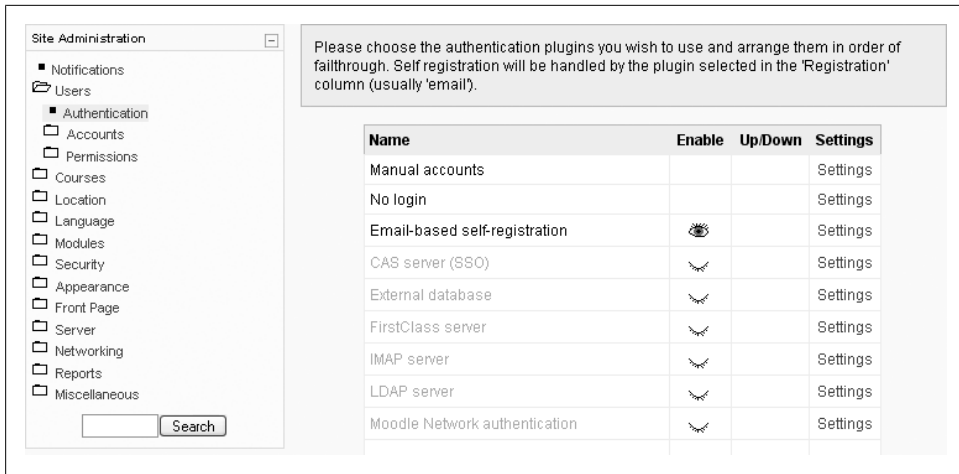 Site Administration
Notifications
Users
Authentication
Accounts
Permissions
Courses
Location
Language
Modules
Security
Appearance
Front Page
Server
Networking
Reports
Miscellaneous
Search
Please choose the authentication plugins you wish to use and arrange them in order of
failthrough. Self registration will be handled by the plugin selected in the 'Registration'
column (usually 'email').
Name Enable Up/Down Settings
Manual accounts Settings
No login Settings
Email-based self-registration Settings
CAS server (SSO) Settings
External database Settings
FirstClass server Settings
IMAP server Settings
LDAP server Settings
Moodle Network authentication Settings